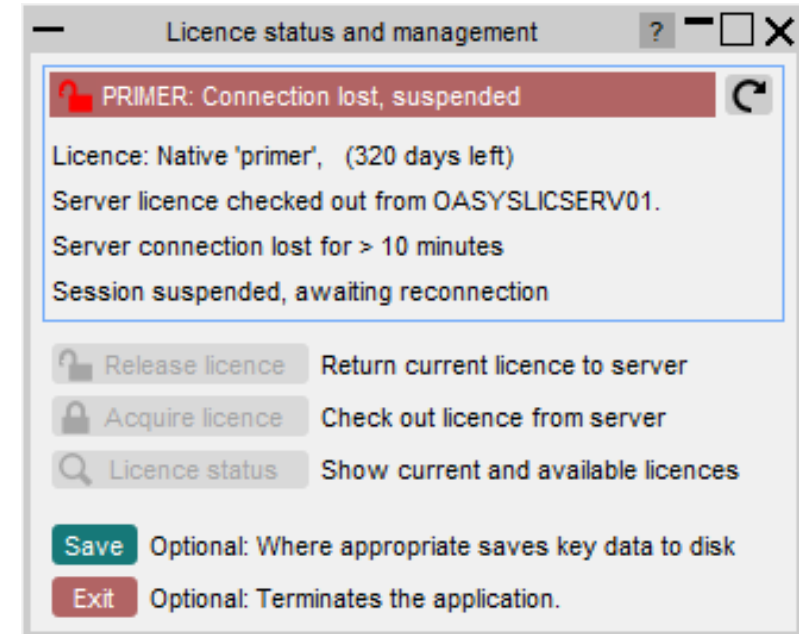 Licence status and management ?
PRIMER: Connection lost, suspended
Licence: Native 'primer', (320 days left)
Server licence checked out from OASYSLICSERV01.
Server connection lost for > 10 minutes
Session suspended, awaiting reconnection
Release licence Return current licence to server
Acquire licence Check out licence from server
Licence status Show current and available licences
Save Optional: Where appropriate saves key data to disk
Exit Optional: Terminates the application.